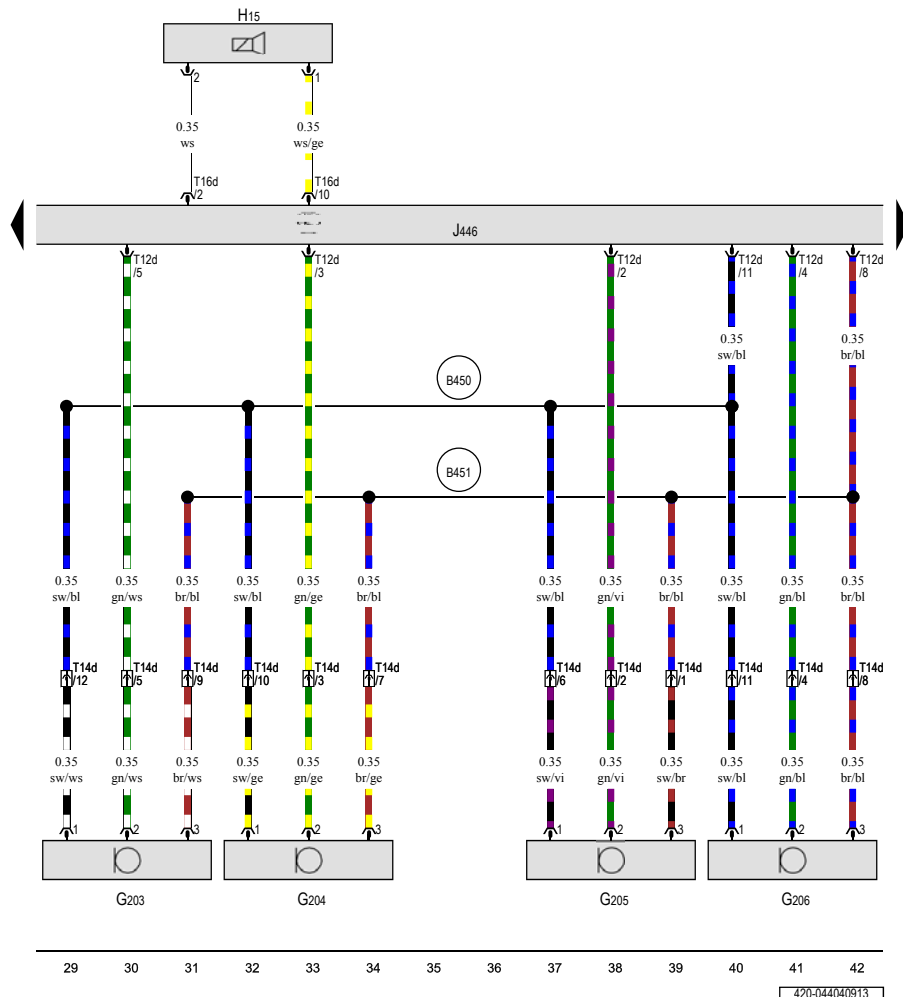 H15
2 1
0.35 0.35
ws ws/ge
T16d T16d
/2 /10
J446
T12d T12d T12d T12d T12d T12d
/5 /3 /2 /11 /4 /8
0.35 0.35
sw/bl br/bl
B450
B451
0.35 0.35 0.35 0.35 0.35 0.35 0.35 0.35 0.35 0.35 0.35 0.35
sw/bl gn/ws br/bl sw/bl gn/ge br/bl sw/bl gn/vi br/bl sw/bl gn/bl br/bl
T14d T14d T14d T14d T14d T14d T14d T14d T14d T14d T14d T14d
/12 /5 /9 /10 /3 /7 /6 /2 /1 /11 /4 /8
0.35 0.35 0.35 0.35 0.35 0.35 0.35 0.35 0.35 0.35 0.35 0.35
sw/ws gn/ws br/ws sw/ge gn/ge br/ge sw/vi gn/vi sw/br sw/bl gn/bl br/bl
1 2 3 1 2 3 1 2 3 1 2 3
G203 G204 G205 G206
29 30 31 32 33 34 35 36 37 38 39 40 41 42
420-044040913